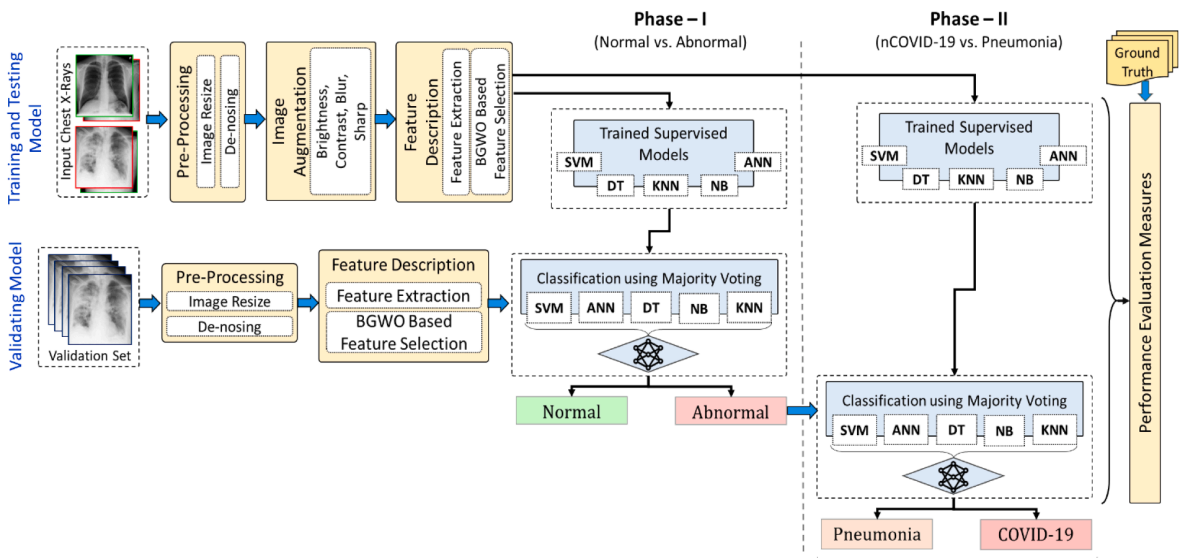 Phase – I
(Normal vs. Abnormal)
Phase – II
(nCOVID-19 vs. Pneumonia)
Ground
Truth
Training and Testing
Model
Input Chest X-Rays
Pre-Processing
Image Resize
De-nosing
Image
Augmentation
Brightness,
Contrast, Blur,
Sharp
Feature
Description
Feature Extraction
BGWO Based
Feature Selection
Trained Supervised
Models
SVM
ANN
DT
KNN
NB
Trained Supervised
Models
SVM
ANN
DT
KNN
NB
Performance Evaluation Measures
Validating Model
Validation Set
Pre-Processing
Image Resize
De-nosing
Feature Description
Feature Extraction
BGWO Based
Feature Selection
Classification using Majority Voting
SVM
ANN
DT
NB
KNN
Normal
Abnormal
Classification using Majority Voting
SVM
ANN
DT
NB
KNN
Pneumonia
COVID-19